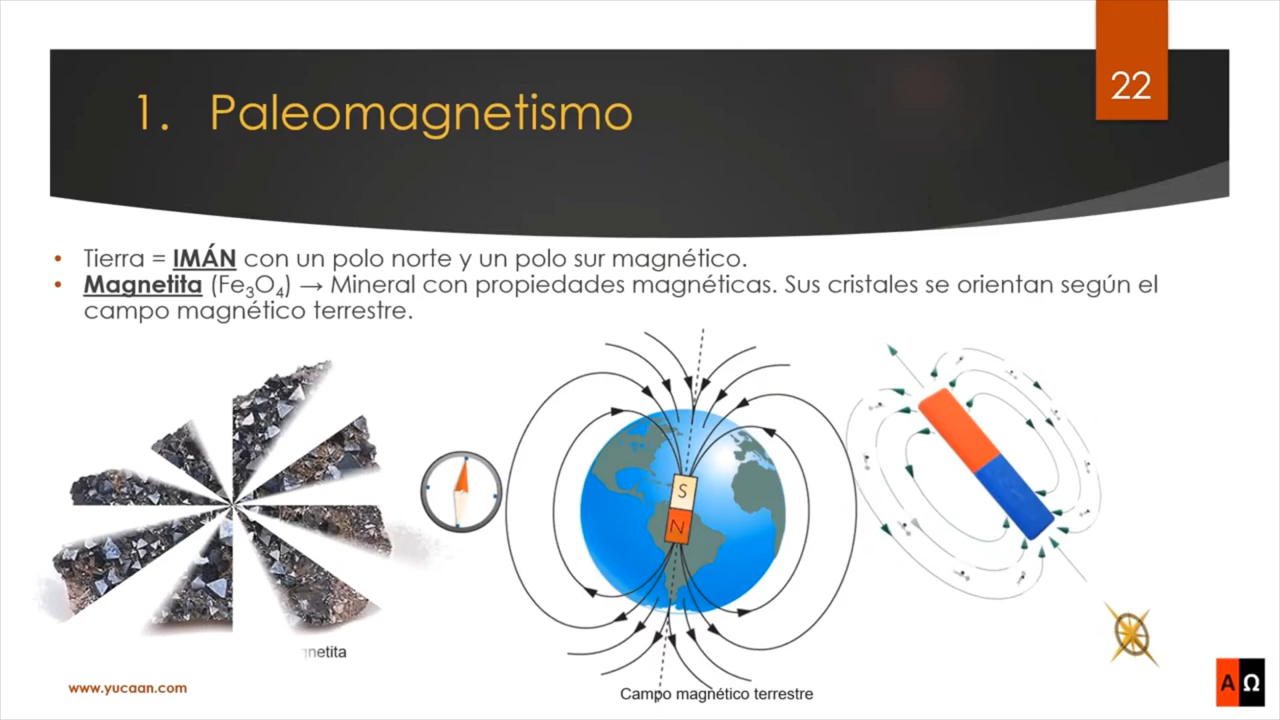 22
1. Paleomagnetismo
• Tierra = IMÁN con un polo norte y un polo sur magnético.
• Magnetita (Fe₃O₄) → Mineral con propiedades magnéticas. Sus cristales se orientan según el
campo magnético terrestre.
S
N
netita
Campo magnético terrestre
www.yucaan.com
A Ω